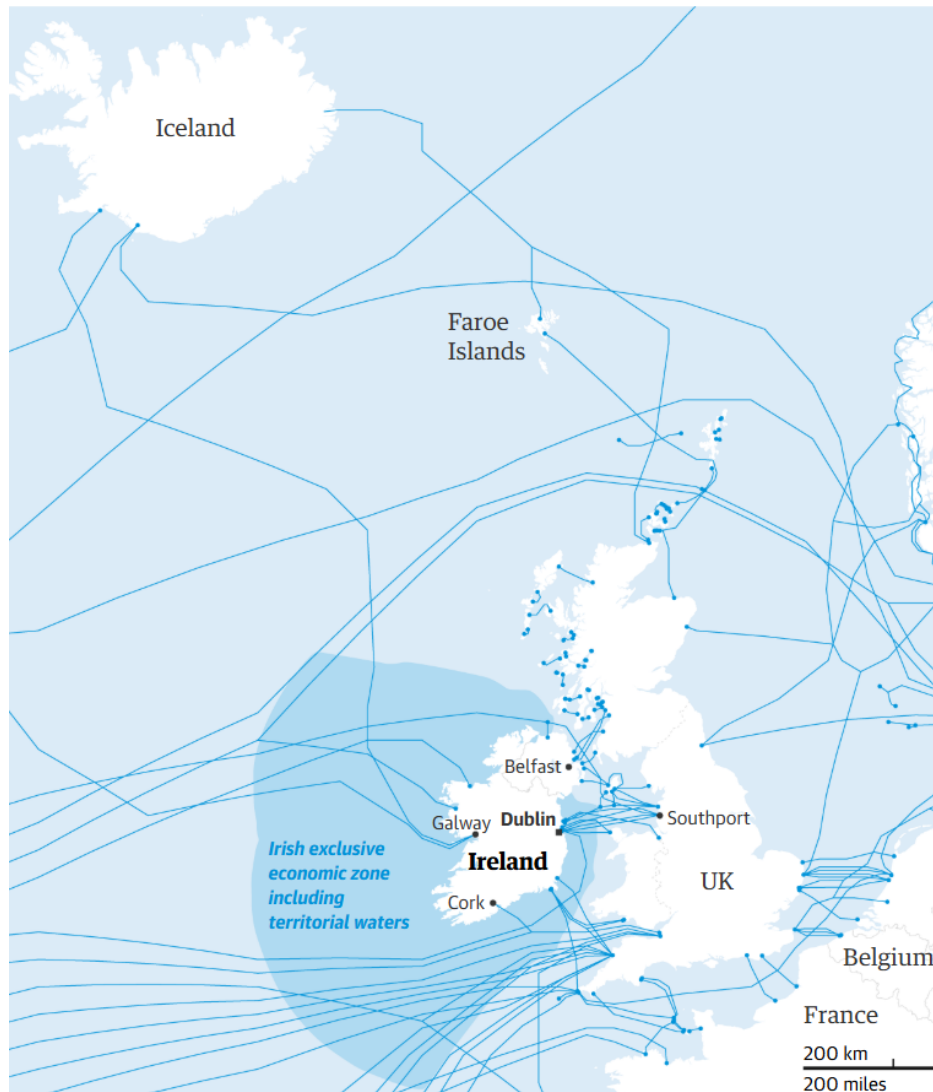 Iceland
Faroe
Islands
Belfast
Dublin
Southport
Galway
Ireland
Irish exclusive
economic zone
including
territorial waters
UK
Cork
Belgium
France
200 km
200 miles